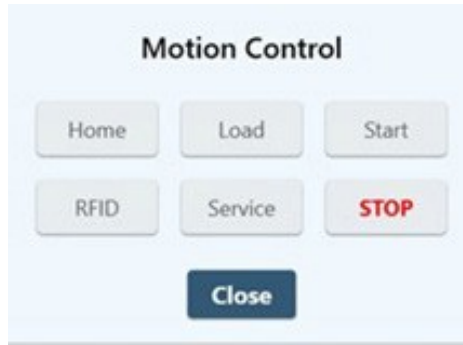 Motion Control
Home Load Start
RFID Service STOP
Close